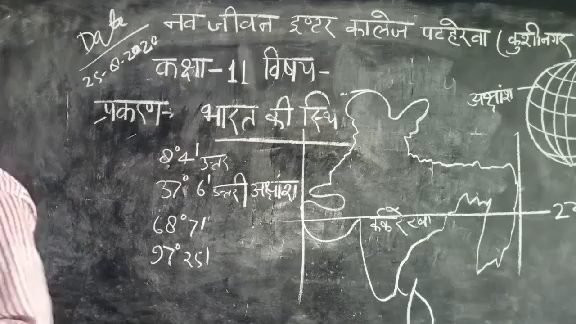 Date
25-8-2020
नव जीवन इण्टर कालेज पटहेरवा (कुशीनगर
कक्षा-11 विषय-
अक्षांश
प्रकरण- भारत की स्थि
8°4' उत्तर
37°6' उत्तरी अक्षांश
68°7'
97°25'
कर्क रेखा
23